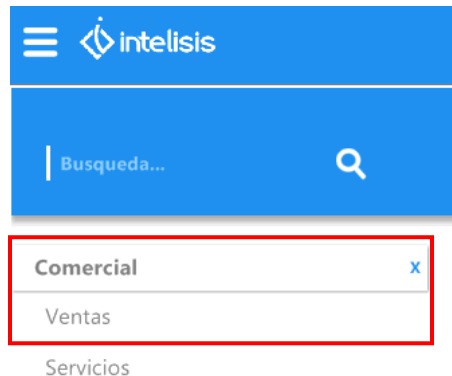 intelisis
Busqueda...
Comercial x
Ventas
Servicios